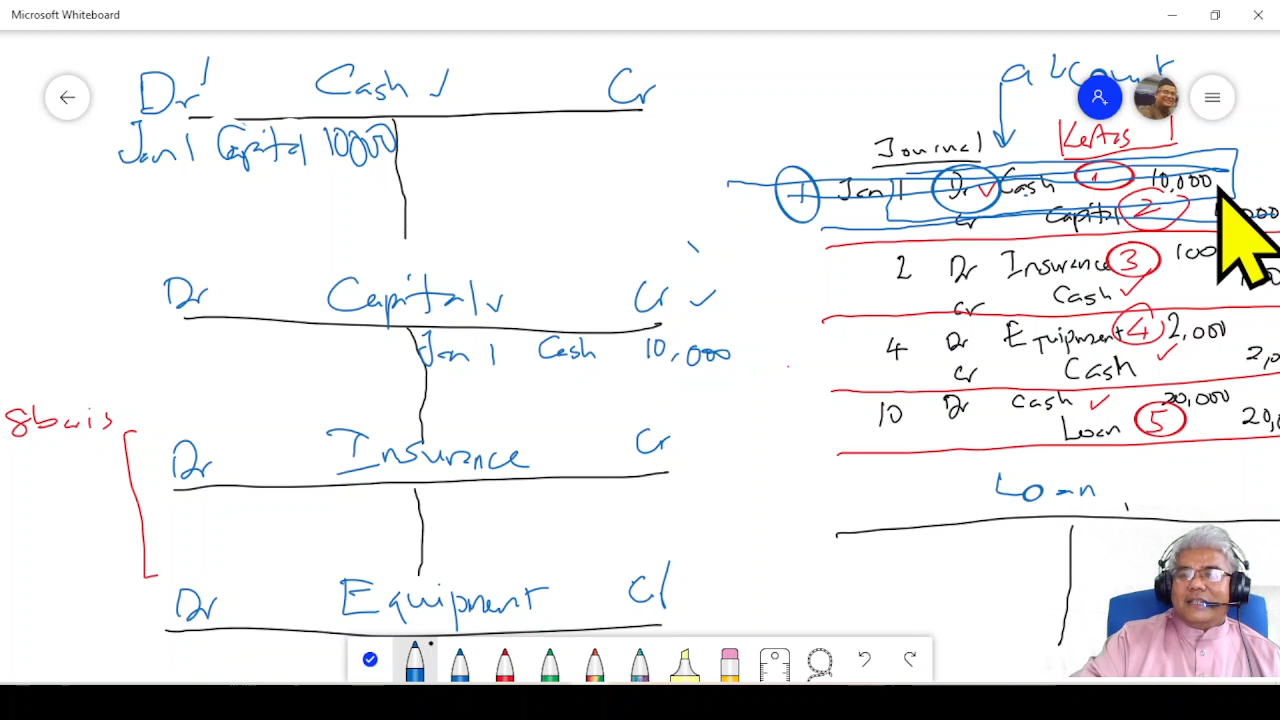 Microsoft Whiteboard
Dr Cash Cr
Jan 1 Capital 10000
Dr Capital Cr
Jan 1 Cash 10,000
8 baris
Dr Insurance Cr
Dr Equipment Cr
Kertas 1
Journal
1 Jan 1 Dr Cash 1 10,000
Cr Capital 2
2 Dr Insurance 3
Cr Cash
4 Dr Equipment 4 2,000
Cr Cash
10 Dr Cash 20,000
Loan 5
Loan